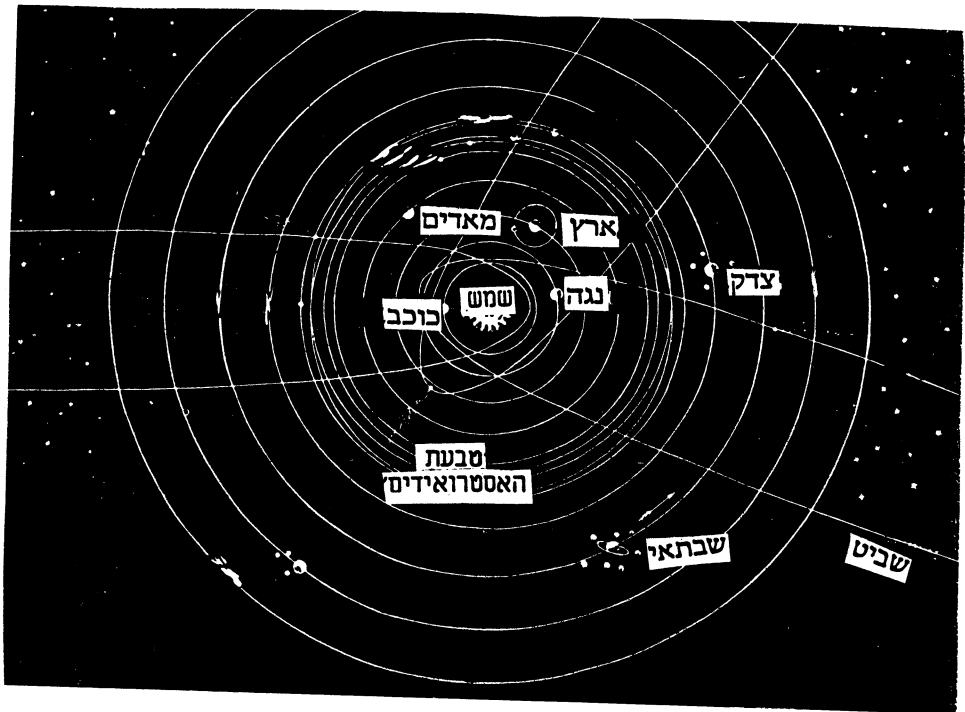 מאדים
ארץ
צדק
נגה
שמש
כוכב
טבעת
האסטרואידים
שבתאי
שביט